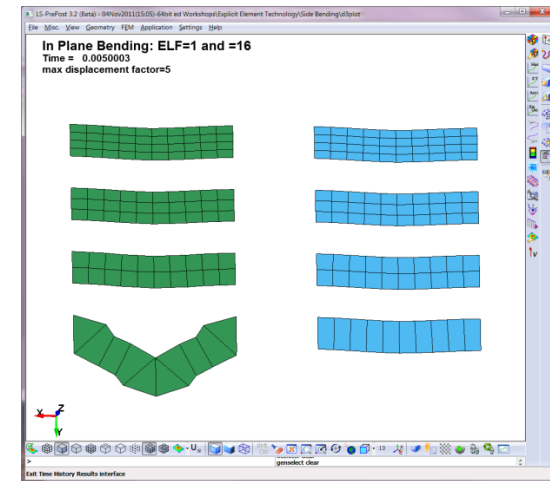 LS-PrePost 3.2 (Beta) - 04Nov2011(15:05)-64bit ed Workshops\Explicit Element Technology\Side Bending\d3plot
File Misc. View Geometry FEM Application Settings Help
In Plane Bending: ELF=1 and =16
Time = 0.0050003
max displacement factor=5
X Z
Y
>
genselect clear
Exit Time History Results interface